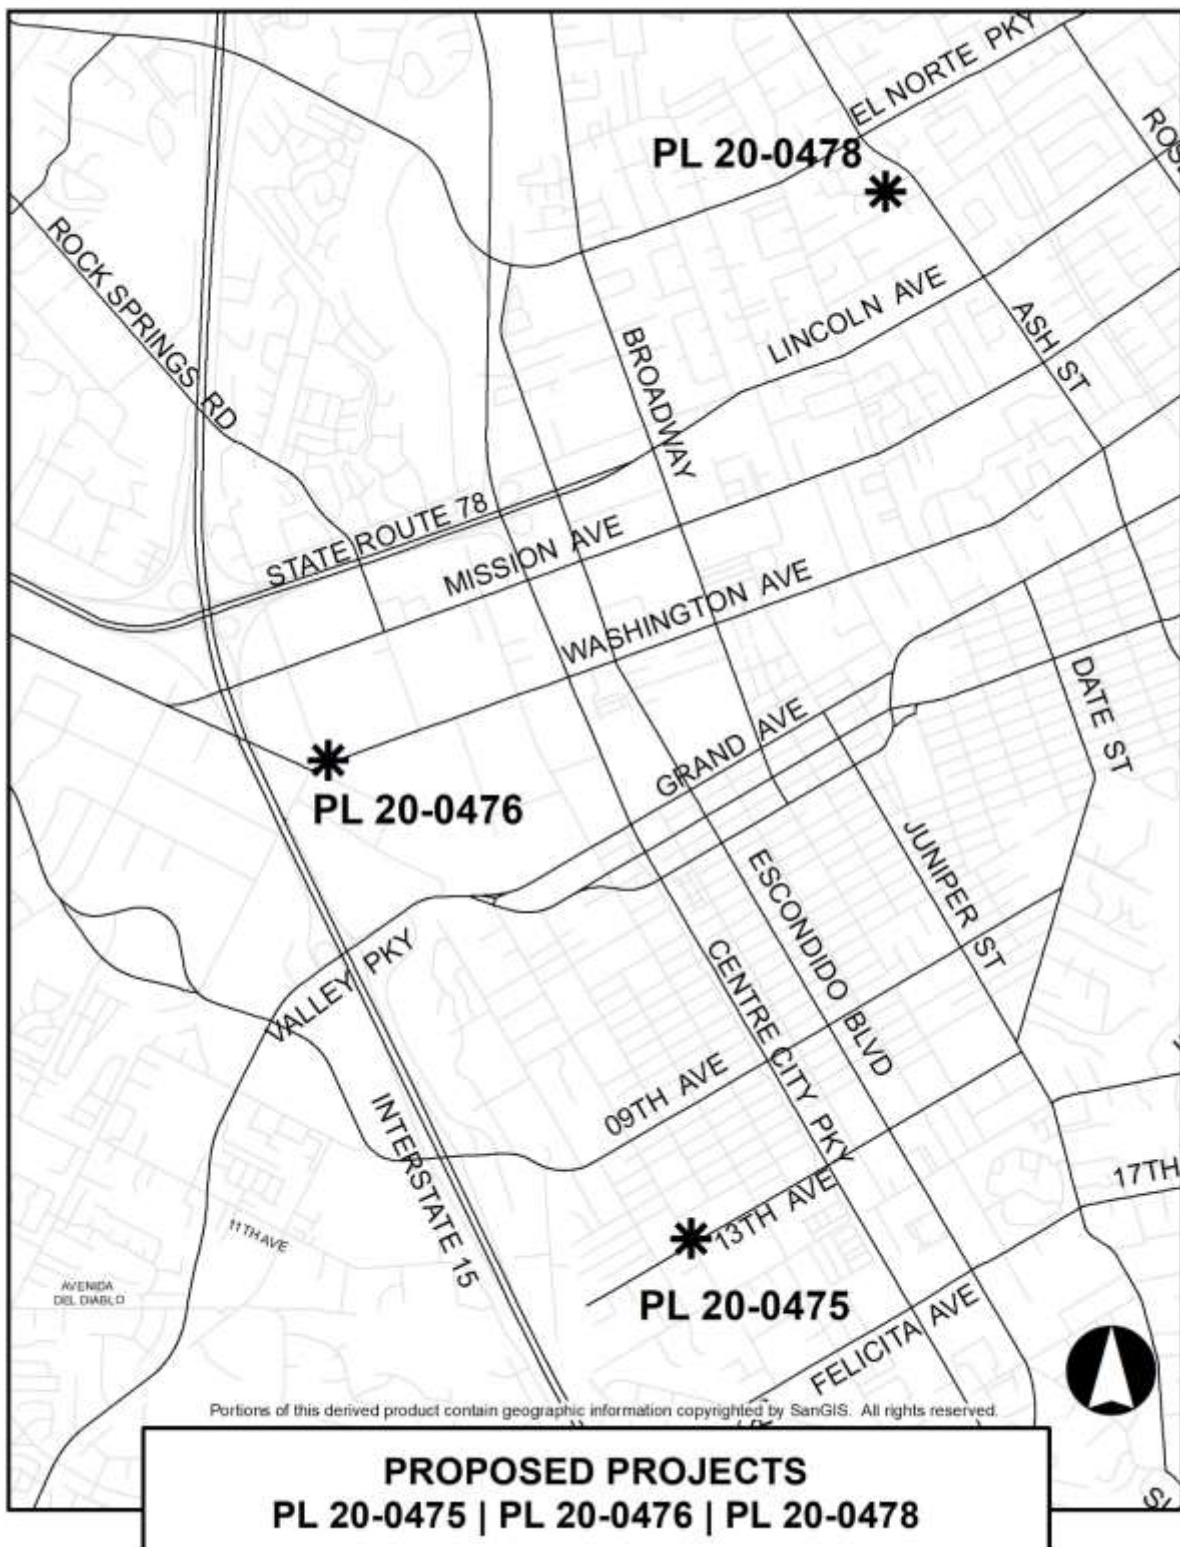 EL NORTE PKY
PL 20-0478
ROCK SPRINGS RD
BROADWAY
LINCOLN AVE
ASH ST
STATE ROUTE 78
MISSION AVE
WASHINGTON AVE
DATE ST
GRAND AVE
PL 20-0476
JUNIPER ST
ESCONDIDO BLVD
VALLEY PKY
CENTRE CITY PKY
09TH AVE
INTERSTATE 15
17TH
13TH AVE
11TH AVE
AVENIDA
DEL DIABLO
PL 20-0475
FELICITA AVE
Portions of this derived product contain geographic information copyrighted by SanGIS. All rights reserved.
PROPOSED PROJECTS
PL 20-0475 | PL 20-0476 | PL 20-0478